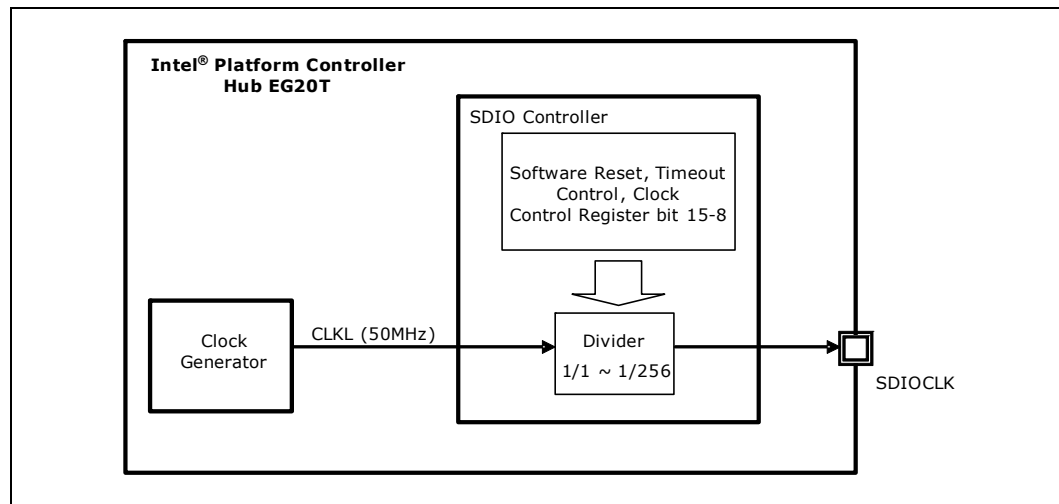 Intel® Platform Controller
Hub EG20T
SDIO Controller
Software Reset, Timeout
Control, Clock
Control Register bit 15-8
Clock
Generator
CLKL (50MHz)
Divider
1/1 ~ 1/256
SDIOCLK